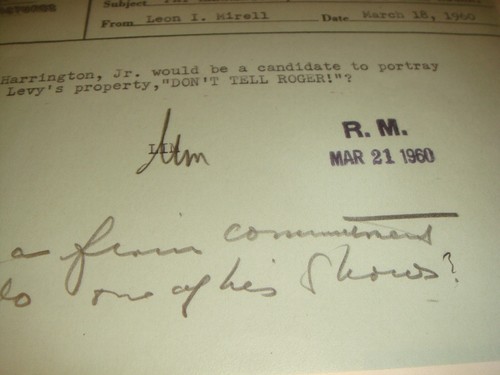 Subject
From Leon I. Mirell Date March 18, 1960
Harrington, Jr. would be a candidate to portray
Levy's property,"DON'T TELL ROGER!"?
LIM
R. M.
MAR 21 1960
a firm commitment
to one of his shows?